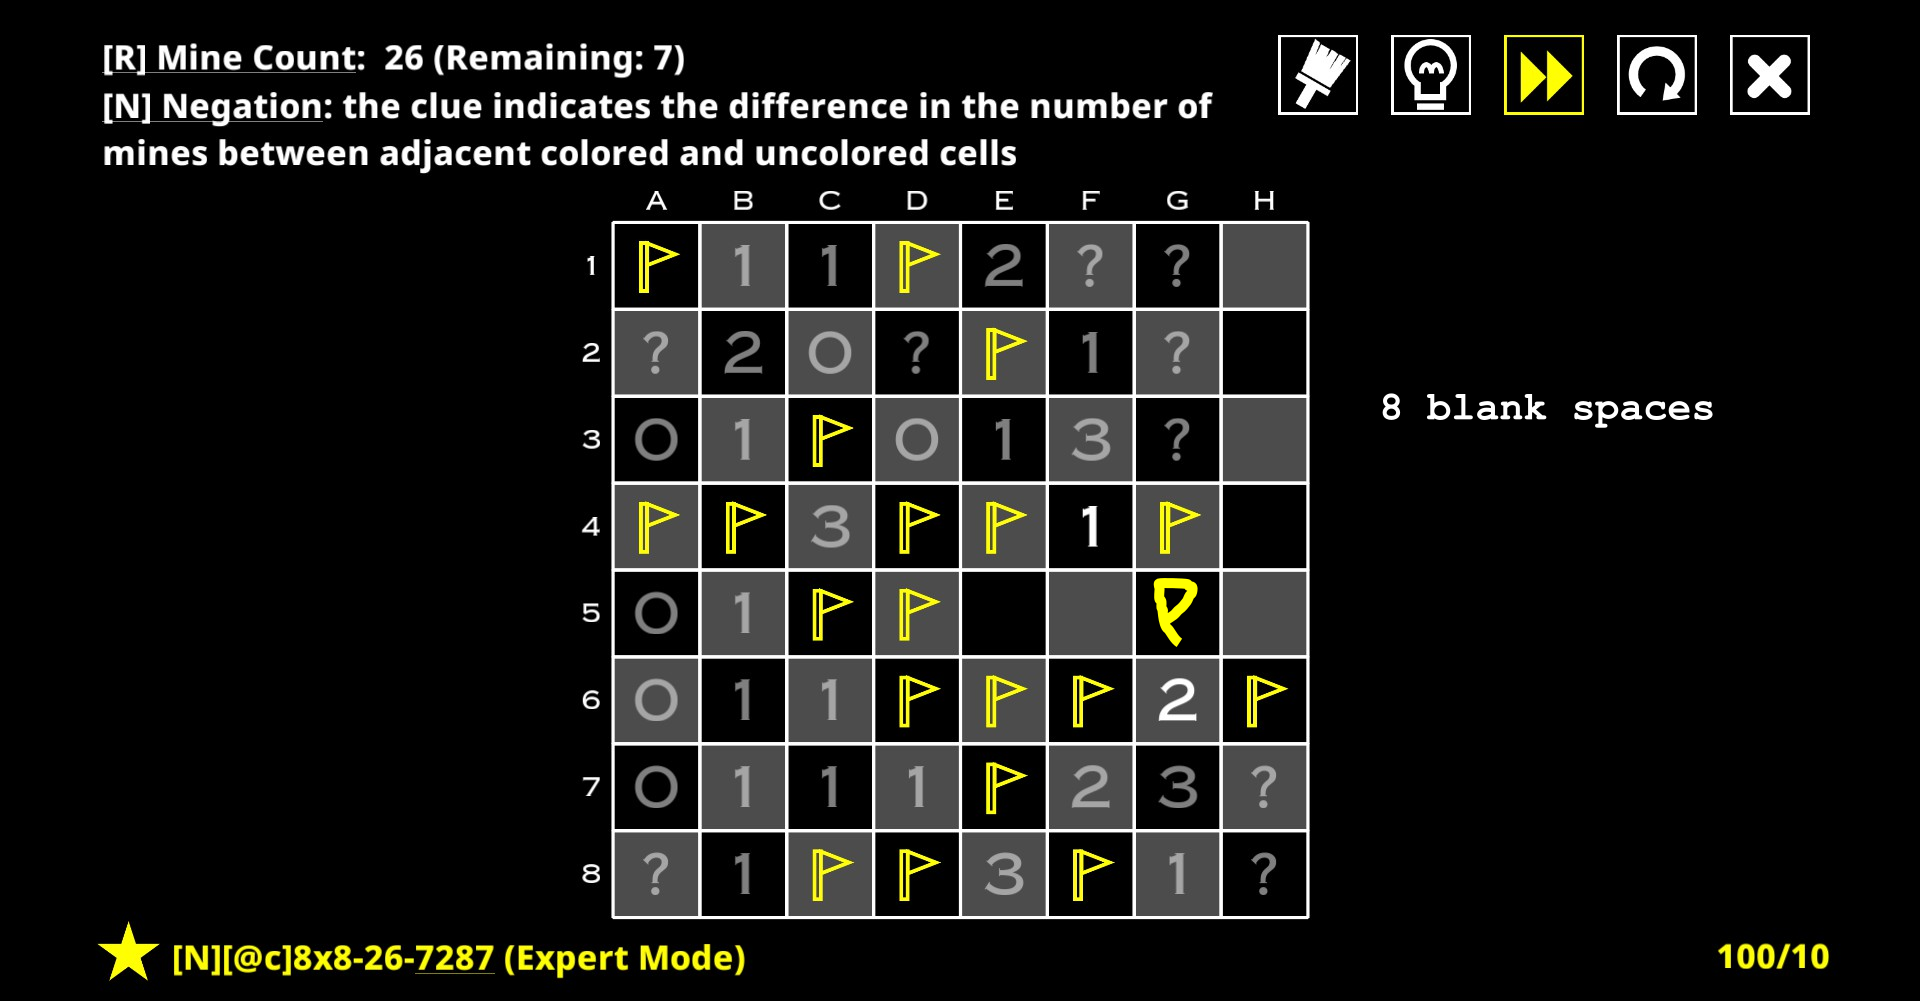 [R] Mine Count: 26 (Remaining: 7)
[N] Negation: the clue indicates the difference in the number of
mines between adjacent colored and uncolored cells
A B C D E F G H
1 1 1 2 ? ?
2 ? 2 0 ? 1 ?
3 0 1 0 1 3 ?
4 3 1
5 0 1
6 0 1 1 2
7 0 1 1 1 2 3 ?
8 ? 1 3 1 ?
8 blank spaces
[N][@c]8x8-26-7287 (Expert Mode)
100/10